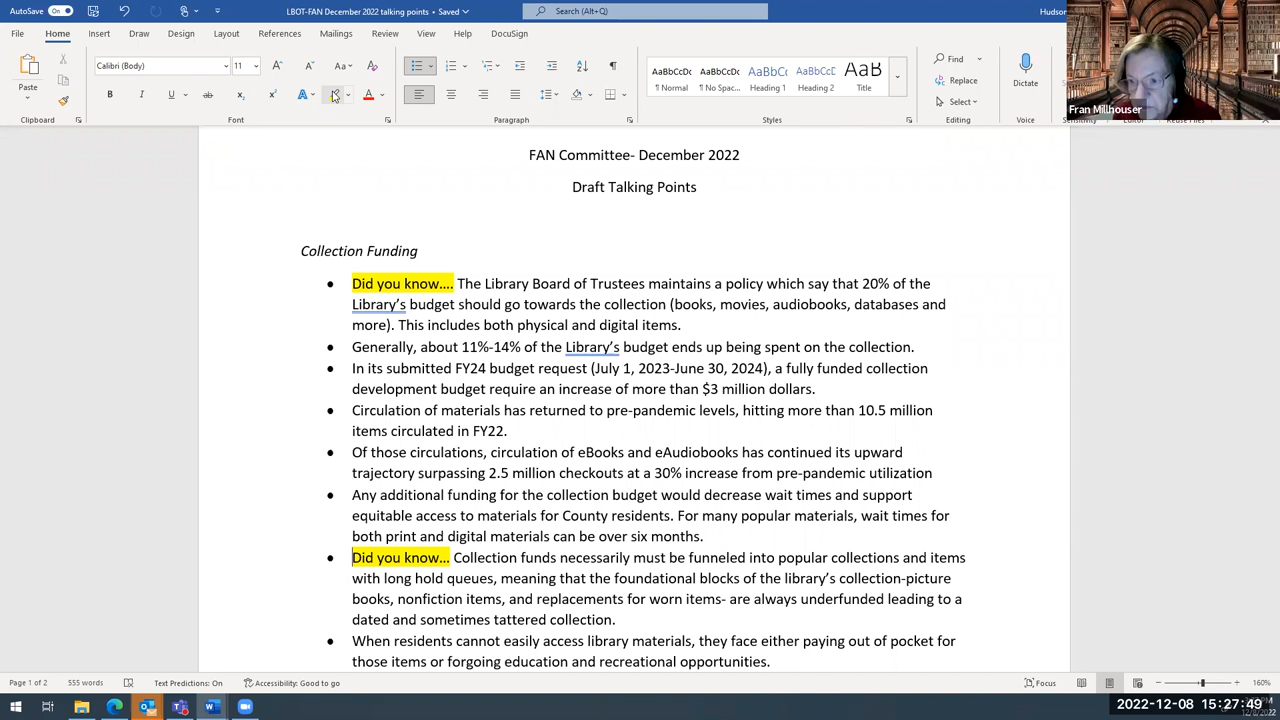 AutoSave On LBOT-FAN December 2022 talking points • Saved Search (Alt+Q) Hudson
File Home Insert Draw Design Layout References Mailings Review View Help DocuSign
Calibri (Body) 11 AaBbCcDc AaBbCcDc AaBbCc AaBbCcD AaB Find
Replace
Paste ¶ Normal ¶ No Spac... Heading 1 Heading 2 Title Dictate
Select
Fran Millhouser
Clipboard Font Paragraph Styles Editing Voice
FAN Committee- December 2022
Draft Talking Points
Collection Funding
• Did you know.... The Library Board of Trustees maintains a policy which say that 20% of the
Library's budget should go towards the collection (books, movies, audiobooks, databases and
more). This includes both physical and digital items.
• Generally, about 11%-14% of the Library's budget ends up being spent on the collection.
• In its submitted FY24 budget request (July 1, 2023-June 30, 2024), a fully funded collection
development budget require an increase of more than $3 million dollars.
• Circulation of materials has returned to pre-pandemic levels, hitting more than 10.5 million
items circulated in FY22.
• Of those circulations, circulation of eBooks and eAudiobooks has continued its upward
trajectory surpassing 2.5 million checkouts at a 30% increase from pre-pandemic utilization
• Any additional funding for the collection budget would decrease wait times and support
equitable access to materials for County residents. For many popular materials, wait times for
both print and digital materials can be over six months.
• Did you know... Collection funds necessarily must be funneled into popular collections and items
with long hold queues, meaning that the foundational blocks of the library's collection-picture
books, nonfiction items, and replacements for worn items- are always underfunded leading to a
dated and sometimes tattered collection.
• When residents cannot easily access library materials, they face either paying out of pocket for
those items or forgoing education and recreational opportunities.
Page 1 of 2 555 words Text Predictions: On Accessibility: Good to go Focus 160%
2022-12-08 15:27:49